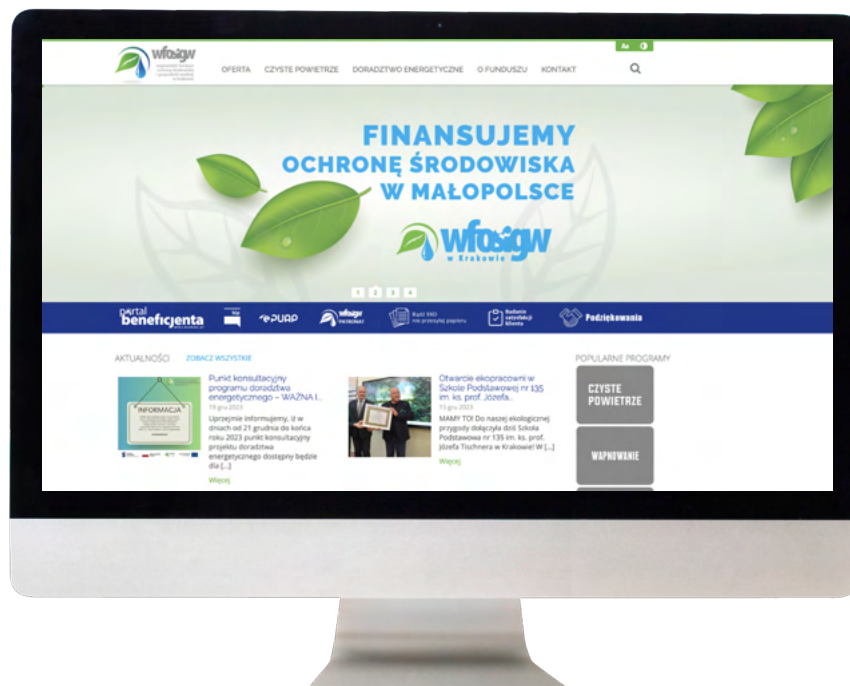 Aa
wfosigw
OFERTA CZYSTE POWIETRZE DORADZTWO ENERGETYCZNE O FUNDUSZU KONTAKT
FINANSUJEMY
OCHRONĘ ŚRODOWISKA
W MAŁOPOLSCE
wfosigw
w Krakowie
1 2 3 4
portal
beneficjenta
ePUAP
wfosigw
PATRONAT
Bądź EKO
nie przesyłaj papieru
Badanie
satysfakcji
klienta
Podziękowania
AKTUALNOŚCI ZOBACZ WSZYSTKIE
INFORMACJA
Punkt konsultacyjny
programu doradztwa
energetycznego – WAŻNA I...
19 gru 2023
Uprzejmie informujemy, iż w
dniach od 21 grudnia do końca
roku 2023 punkt konsultacyjny
projektu doradztwa
energetycznego dostępny będzie
dla [...]
Więcej
Otwarcie ekopracowni w
Szkole Podstawowej nr 135
im. ks. prof. Józefa...
15 gru 2023
MAMY TO! Do naszej ekologicznej
przygody dołączyła dziś Szkoła
Podstawowa nr 135 im. ks. prof.
Józefa Tischnera w Krakowie! W [...]
Więcej
POPULARNE PROGRAMY
CZYSTE
POWIETRZE
WAPNOWANIE